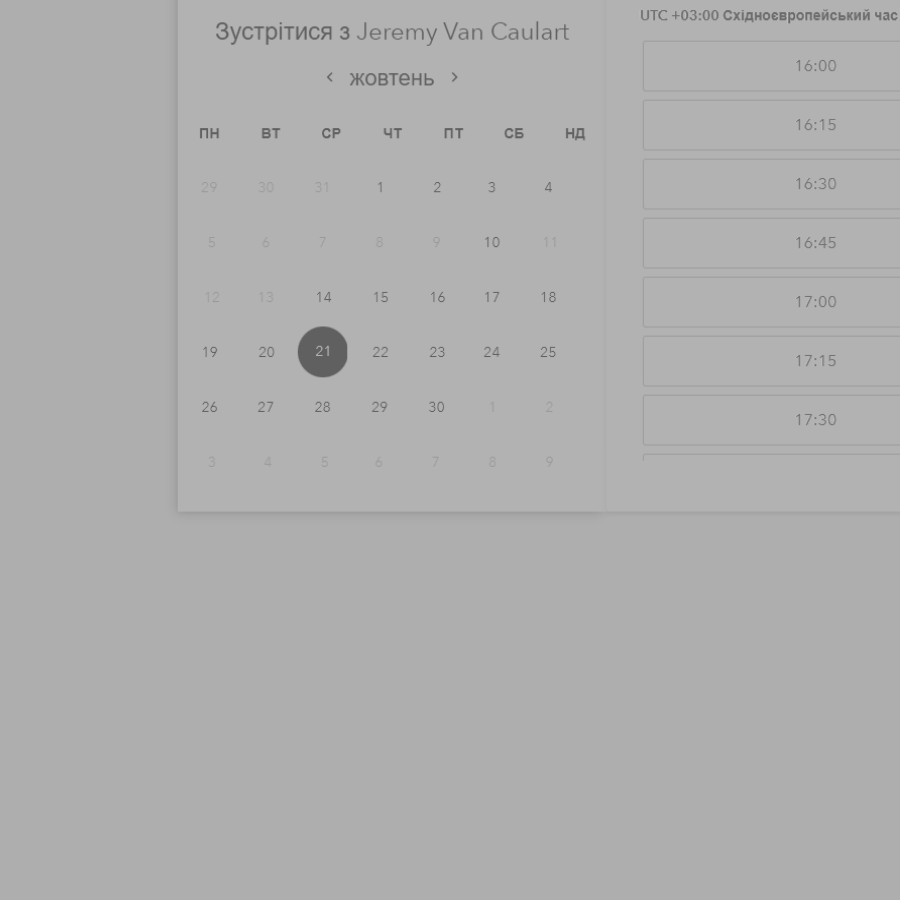 Зустрітися з Jeremy Van Caulart
жовтень
ПН ВТ СР ЧТ ПТ СБ НД
29 30 31 1 2 3 4
5 6 7 8 9 10 11
12 13 14 15 16 17 18
19 20 21 22 23 24 25
26 27 28 29 30 1 2
3 4 5 6 7 8 9
UTC +03:00 Східноєвропейський час
16:00
16:15
16:30
16:45
17:00
17:15
17:30